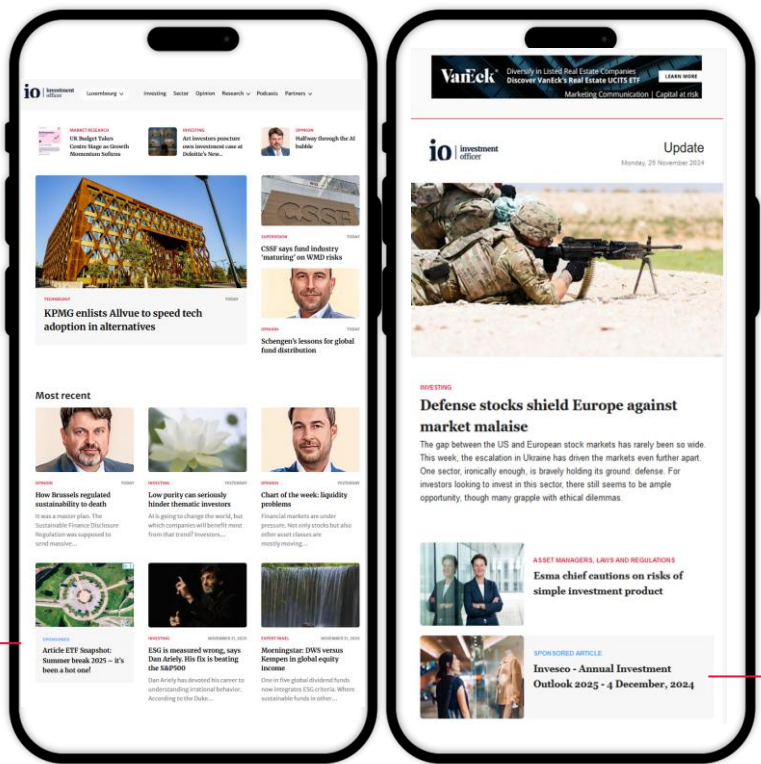 io investment
officer
Luxembourg
Investing Sector Opinion Research Podcasts Partners
MARKET RESEARCH
UK Budget Takes
Centre Stage as Growth
Momentum Softens
INVESTING
Art investors puncture
own investment case at
Deloitte's New...
OPINION
Halfway through the AI
bubble
TECHNOLOGY TODAY
KPMG enlists Allvue to speed tech
adoption in alternatives
CSSF
SUPERVISION TODAY
CSSF says fund industry
'maturing' on WMD risks
OPINION TODAY
Schengen's lessons for global
fund distribution
Most recent
OPINION TODAY
How Brussels regulated
sustainability to death
It was a master plan. The
Sustainable Finance Disclosure
Regulation was supposed to
send massive...
INVESTING YESTERDAY
Low purity can seriously
hinder thematic investors
AI is going to change the world, but
which companies will benefit most
from that trend? Investors...
OPINION YESTERDAY
Chart of the week: liquidity
problems
Financial markets are under
pressure. Not only stocks but also
other asset classes are
mostly moving...
SPONSORED
Article ETF Snapshot:
Summer break 2025 – it's
been a hot one!
INVESTING NOVEMBER 21, 2025
ESG is measured wrong, says
Dan Ariely. His fix is beating
the S&P500
Dan Ariely has devoted his career to
understanding irrational behavior.
According to the Duke...
EXPERT PANEL NOVEMBER 21, 2025
Morningstar: DWS versus
Kempen in global equity
income
One in five global dividend funds
now integrates ESG criteria. Where
sustainable funds in other...
VanEck
Diversify in Listed Real Estate Companies
Discover VanEck's Real Estate UCITS ETF
LEARN MORE
Marketing Communication | Capital at risk
io investment
officer
Update
Monday, 25 November 2024
INVESTING
Defense stocks shield Europe against
market malaise
The gap between the US and European stock markets has rarely been so wide.
This week, the escalation in Ukraine has driven the markets even further apart.
One sector, ironically enough, is bravely holding its ground: defense. For
investors looking to invest in this sector, there still seems to be ample
opportunity, though many grapple with ethical dilemmas.
ASSET MANAGERS, LAWS AND REGULATIONS
Esma chief cautions on risks of
simple investment product
SPONSORED ARTICLE
Invesco - Annual Investment
Outlook 2025 - 4 December, 2024